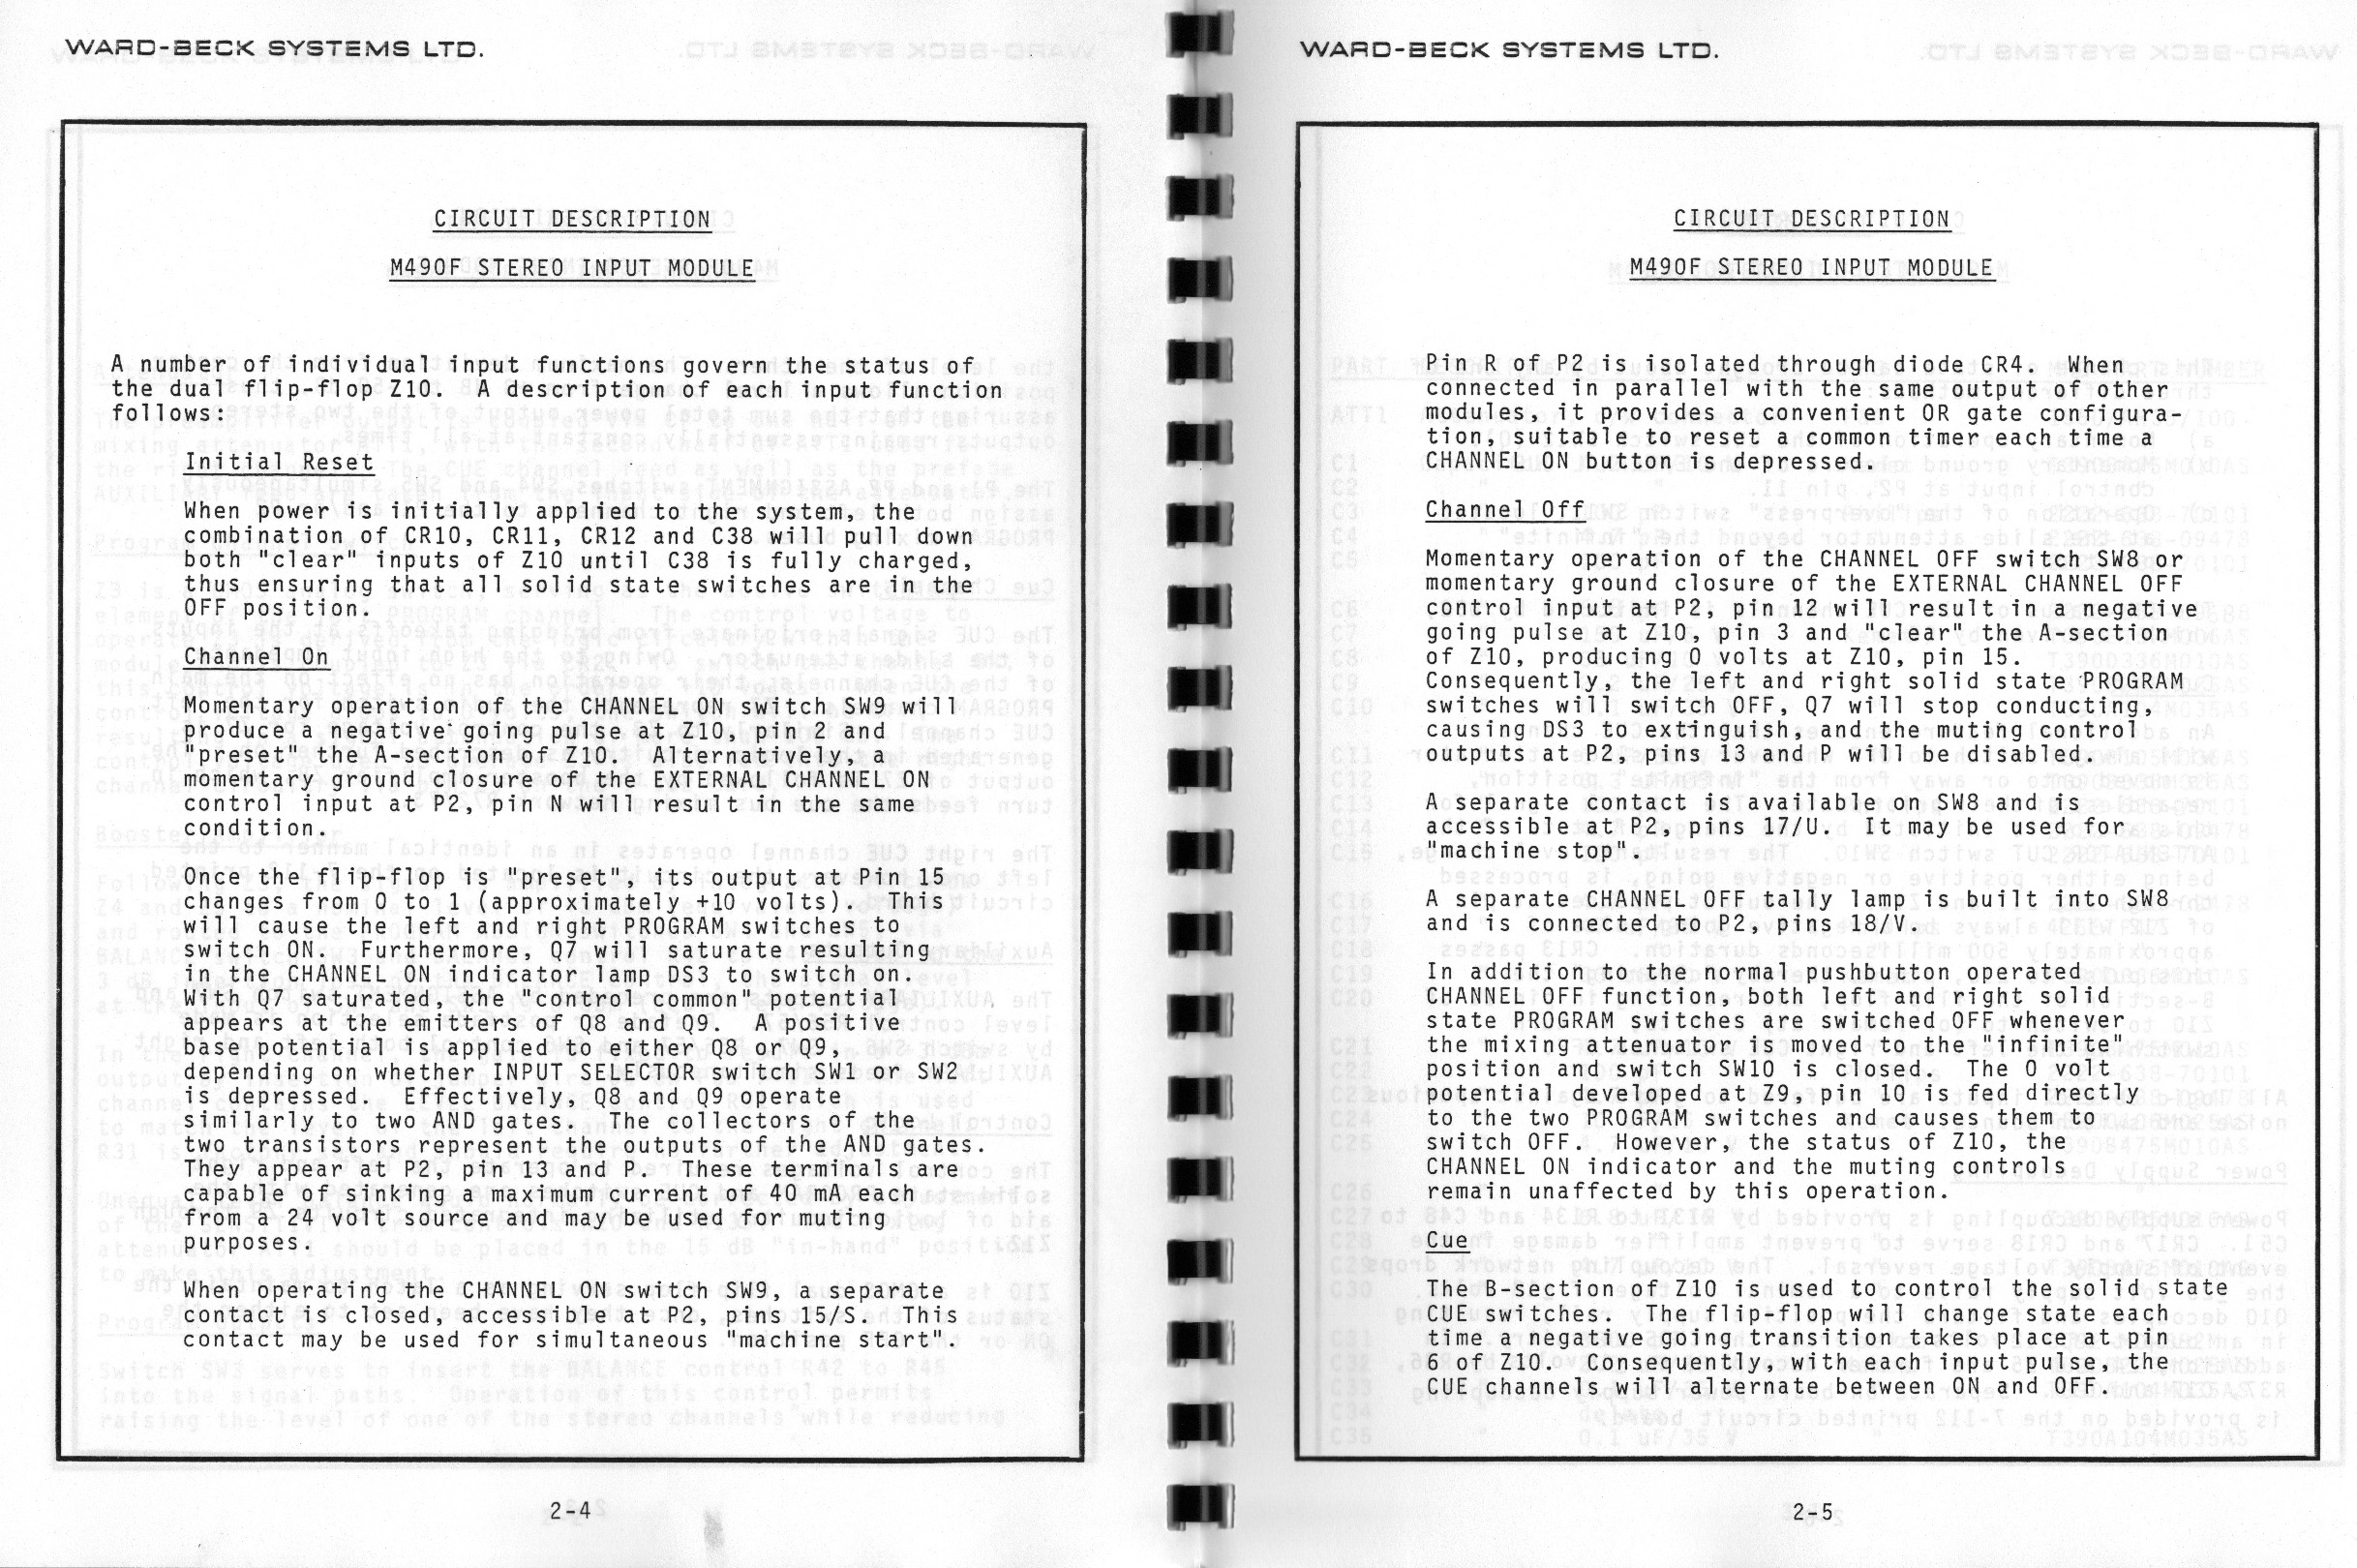 WARD-BECK SYSTEMS LTD.
CIRCUIT DESCRIPTION
M490F STEREO INPUT MODULE
A number of individual input functions govern the status of
the dual flip-flop Z10. A description of each input function
follows:
Initial Reset
When power is initially applied to the system, the
combination of CR10, CR11, CR12 and C38 will pull down
both "clear" inputs of Z10 until C38 is fully charged,
thus ensuring that all solid state switches are in the
OFF position.
Channel On
Momentary operation of the CHANNEL ON switch SW9 will
produce a negative going pulse at Z10, pin 2 and
"preset" the A-section of Z10. Alternatively, a
momentary ground closure of the EXTERNAL CHANNEL ON
control input at P2, pin N will result in the same
condition.
Once the flip-flop is "preset", its output at Pin 15
changes from 0 to 1 (approximately +10 volts). This
will cause the left and right PROGRAM switches to
switch ON. Furthermore, Q7 will saturate resulting
in the CHANNEL ON indicator lamp DS3 to switch on.
With Q7 saturated, the "control common" potential
appears at the emitters of Q8 and Q9. A positive
base potential is applied to either Q8 or Q9,
depending on whether INPUT SELECTOR switch SW1 or SW2
is depressed. Effectively, Q8 and Q9 operate
similarly to two AND gates. The collectors of the
two transistors represent the outputs of the AND gates.
They appear at P2, pin 13 and P. These terminals are
capable of sinking a maximum current of 40 mA each
from a 24 volt source and may be used for muting
purposes.
When operating the CHANNEL ON switch SW9, a separate
contact is closed, accessible at P2, pins 15/S. This
contact may be used for simultaneous "machine start".
2-4
WARD-BECK SYSTEMS LTD.
CIRCUIT DESCRIPTION
M490F STEREO INPUT MODULE
Pin R of P2 is isolated through diode CR4. When
connected in parallel with the same output of other
modules, it provides a convenient OR gate configura-
tion, suitable to reset a common timer each time a
CHANNEL ON button is depressed.
Channel Off
Momentary operation of the CHANNEL OFF switch SW8 or
momentary ground closure of the EXTERNAL CHANNEL OFF
control input at P2, pin 12 will result in a negative
going pulse at Z10, pin 3 and "clear" the A-section
of Z10, producing 0 volts at Z10, pin 15.
Consequently, the left and right solid state PROGRAM
switches will switch OFF, Q7 will stop conducting,
causing DS3 to extinguish, and the muting control
outputs at P2, pins 13 and P will be disabled.
A separate contact is available on SW8 and is
accessible at P2, pins 17/U. It may be used for
"machine stop".
A separate CHANNEL OFF tally lamp is built into SW8
and is connected to P2, pins 18/V.
In addition to the normal pushbutton operated
CHANNEL OFF function, both left and right solid
state PROGRAM switches are switched OFF whenever
the mixing attenuator is moved to the "infinite"
position and switch SW10 is closed. The 0 volt
potential developed at Z9, pin 10 is fed directly
to the two PROGRAM switches and causes them to
switch OFF. However, the status of Z10, the
CHANNEL ON indicator and the muting controls
remain unaffected by this operation.
Cue
The B-section of Z10 is used to control the solid state
CUE switches. The flip-flop will change state each
time a negative going transition takes place at pin
6 of Z10. Consequently, with each input pulse, the
CUE channels will alternate between ON and OFF.
2-5